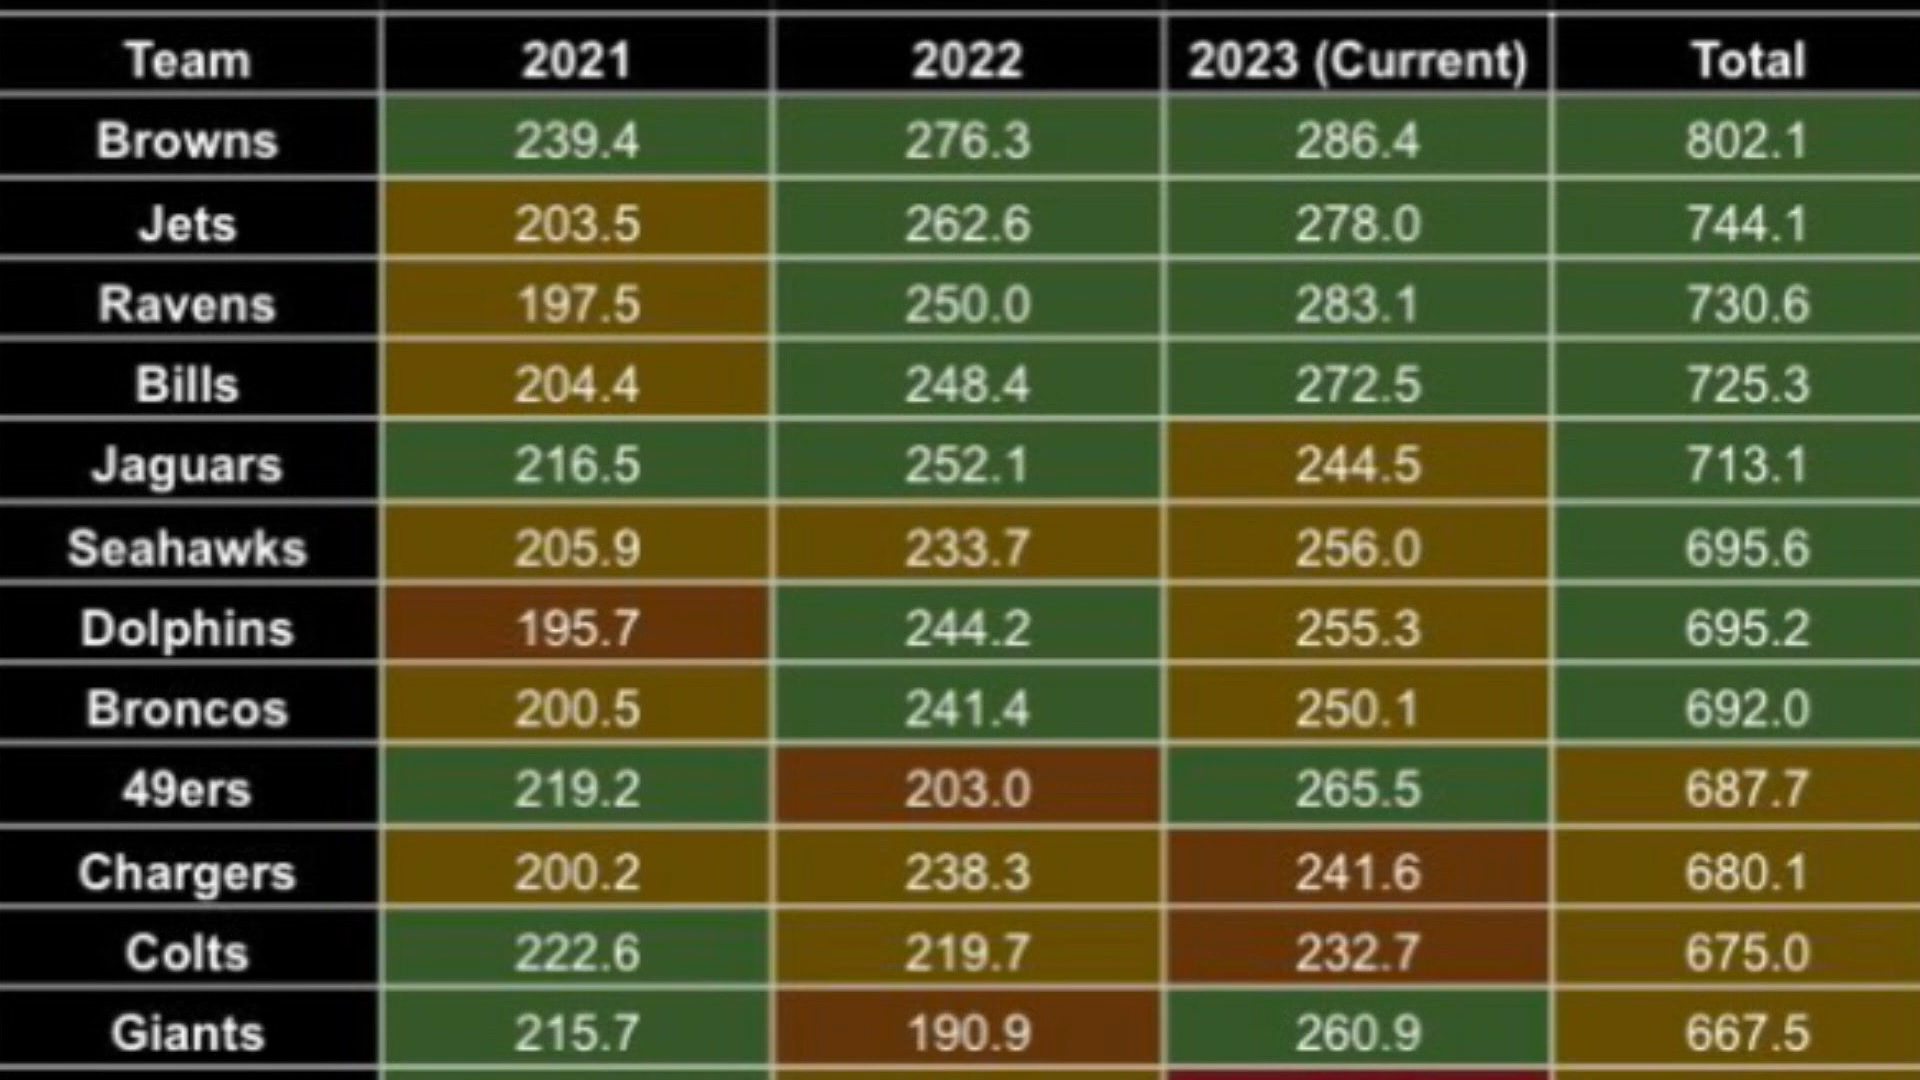 Team 2021 2022 2023 (Current) Total
Browns 239.4 276.3 286.4 802.1
Jets 203.5 262.6 278.0 744.1
Ravens 197.5 250.0 283.1 730.6
Bills 204.4 248.4 272.5 725.3
Jaguars 216.5 252.1 244.5 713.1
Seahawks 205.9 233.7 256.0 695.6
Dolphins 195.7 244.2 255.3 695.2
Broncos 200.5 241.4 250.1 692.0
49ers 219.2 203.0 265.5 687.7
Chargers 200.2 238.3 241.6 680.1
Colts 222.6 219.7 232.7 675.0
Giants 215.7 190.9 260.9 667.5